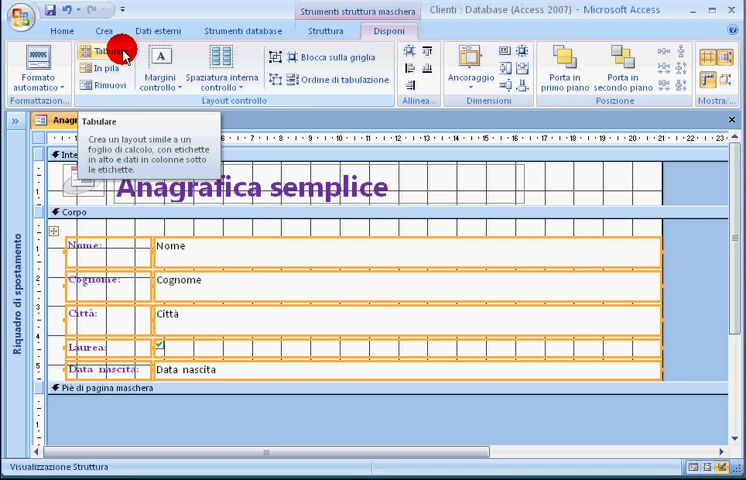 Strumenti struttura maschera
Clienti : Database (Access 2007) - Microsoft Access
Home
Crea
Dati esterni
Strumenti database
Struttura
Disponi
Formato automatico
Tabulare
In pila
Rimuovi
Margini controllo
Spaziatura interna controllo
Blocca sulla griglia
Ordine di tabulazione
Ancoraggio
Porta in primo piano
Porta in secondo piano
Formattazion...
Layout controllo
Allinea...
Dimensioni
Posizione
Mostra/...
Tabulare
Crea un layout simile a un
foglio di calcolo, con etichette
in alto e dati in colonne sotto
le etichette.
Anagrafica semplice
Corpo
Nome:
Nome
Cognome:
Cognome
Città:
Città
Laurea:
Data nascita:
Data nascita
Piè di pagina maschera
Riquadro di spostamento
Visualizzazione Struttura